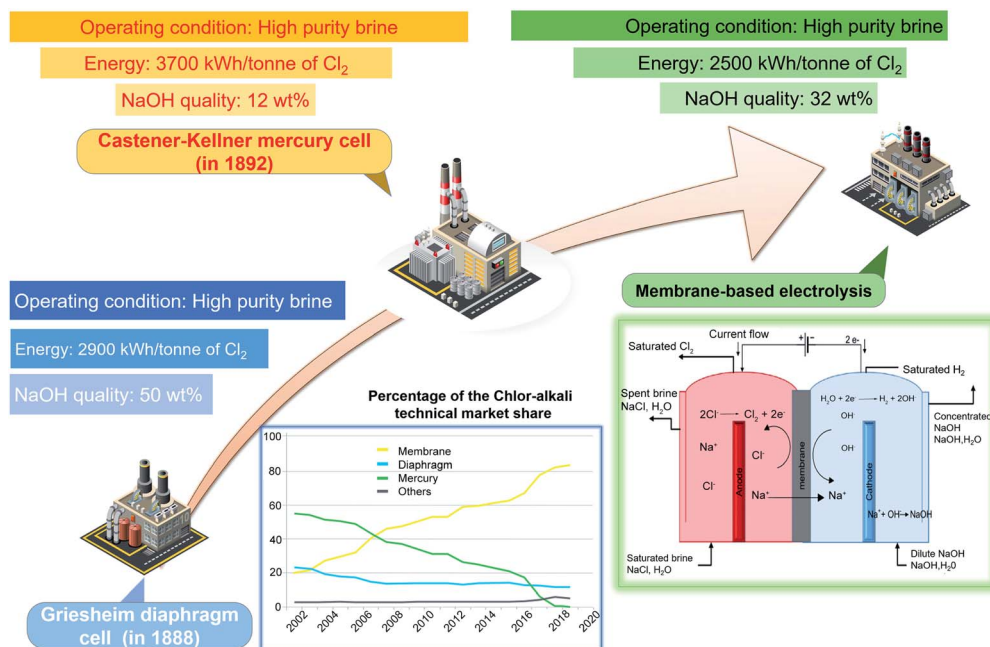 Operating condition: High purity brine
Energy: 3700 kWh/tonne of Cl₂
NaOH quality: 12 wt%
Castener-Kellner mercury cell
(in 1892)
Operating condition: High purity brine
Energy: 2500 kWh/tonne of Cl₂
NaOH quality: 32 wt%
Membrane-based electrolysis
Operating condition: High purity brine
Energy: 2900 kWh/tonne of Cl₂
NaOH quality: 50 wt%
Griesheim diaphragm
cell (in 1888)
Percentage of the Chlor-alkali
technical market share
100
80
60
40
20
0
Membrane
Diaphragm
Mercury
Others
2002
2004
2006
2008
2010
2012
2014
2016
2018
2020
Current flow
+
-
2 e-
Saturated Cl₂
Saturated H₂
Spent brine
NaCl, H₂O
2Cl⁻ → Cl₂ + 2e⁻
Na⁺
Cl⁻
Cl⁻
Na⁺
Anode
membrane
H₂O + 2e⁻ → H₂ + 2OH⁻
OH⁻
OH⁻
Na⁺
Cathode
Na⁺+ OH⁻→NaOH
Concentrated
NaOH
NaOH,H₂O
Saturated brine
NaCl, H₂O
Dilute NaOH
NaOH,H₂0